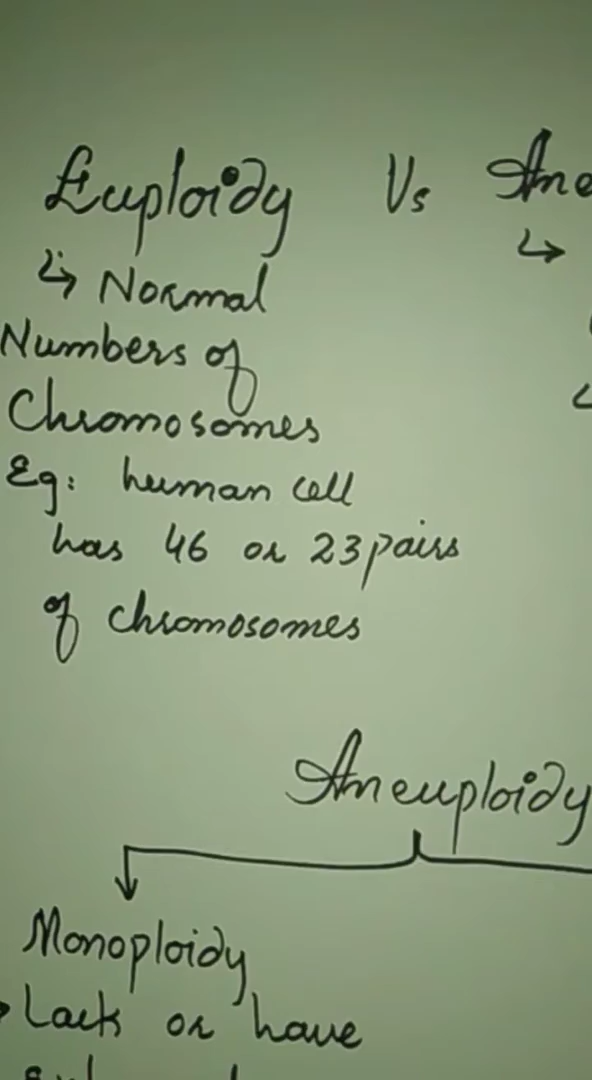 Euploidy Vs Ane
↳ Normal
Numbers of
Chromosomes
Eg: human cell
has 46 or 23 pairs
of chromosomes
Aneuploidy
Monoploidy
Lack or have